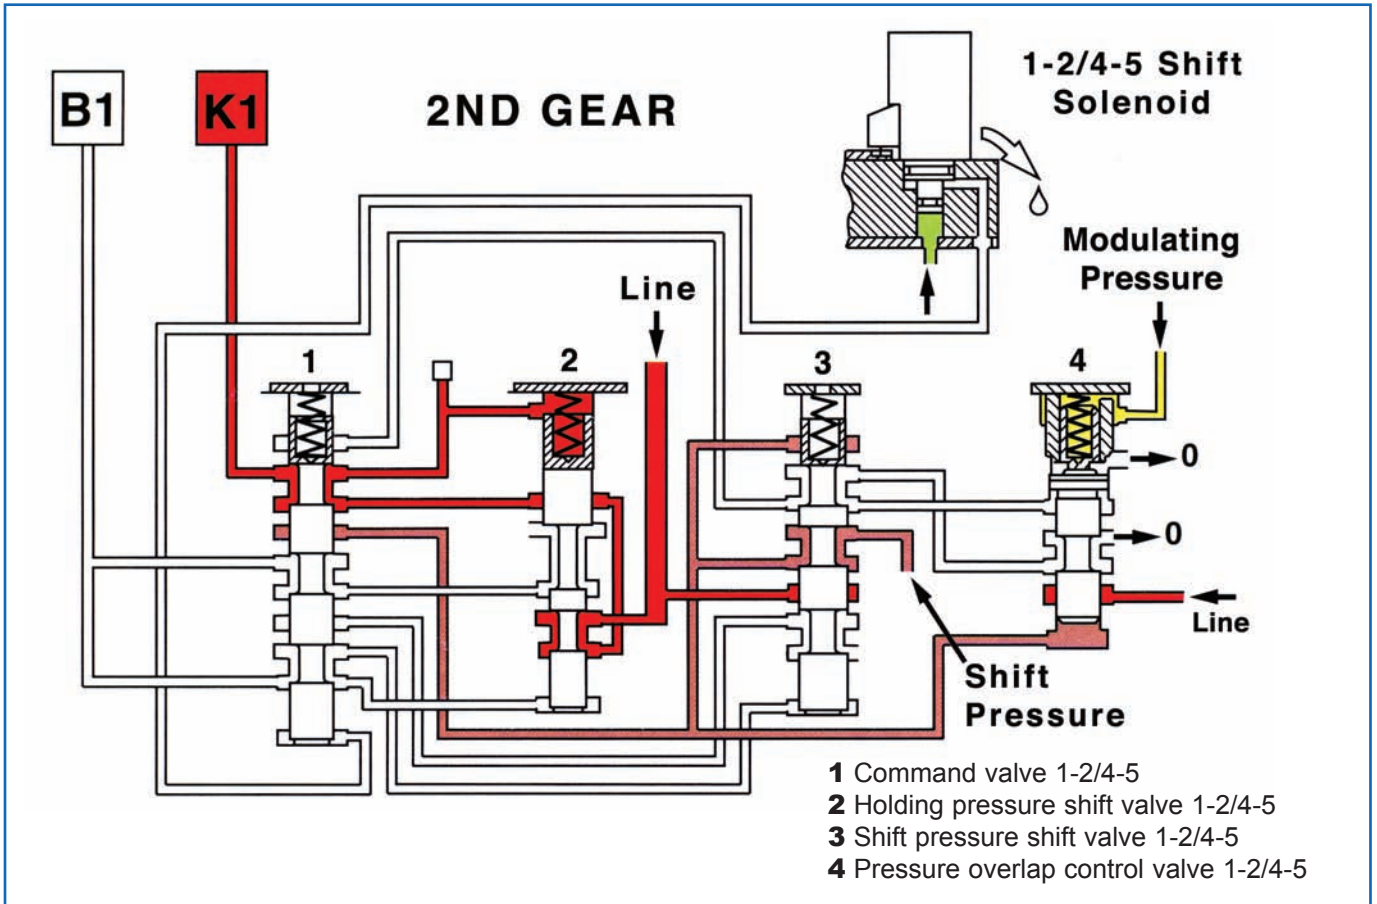 B1
K1
2ND GEAR
1-2/4-5 Shift
Solenoid
Modulating
Pressure
Line
1
2
3
4
0
0
Line
Shift
Pressure
1 Command valve 1-2/4-5
2 Holding pressure shift valve 1-2/4-5
3 Shift pressure shift valve 1-2/4-5
4 Pressure overlap control valve 1-2/4-5